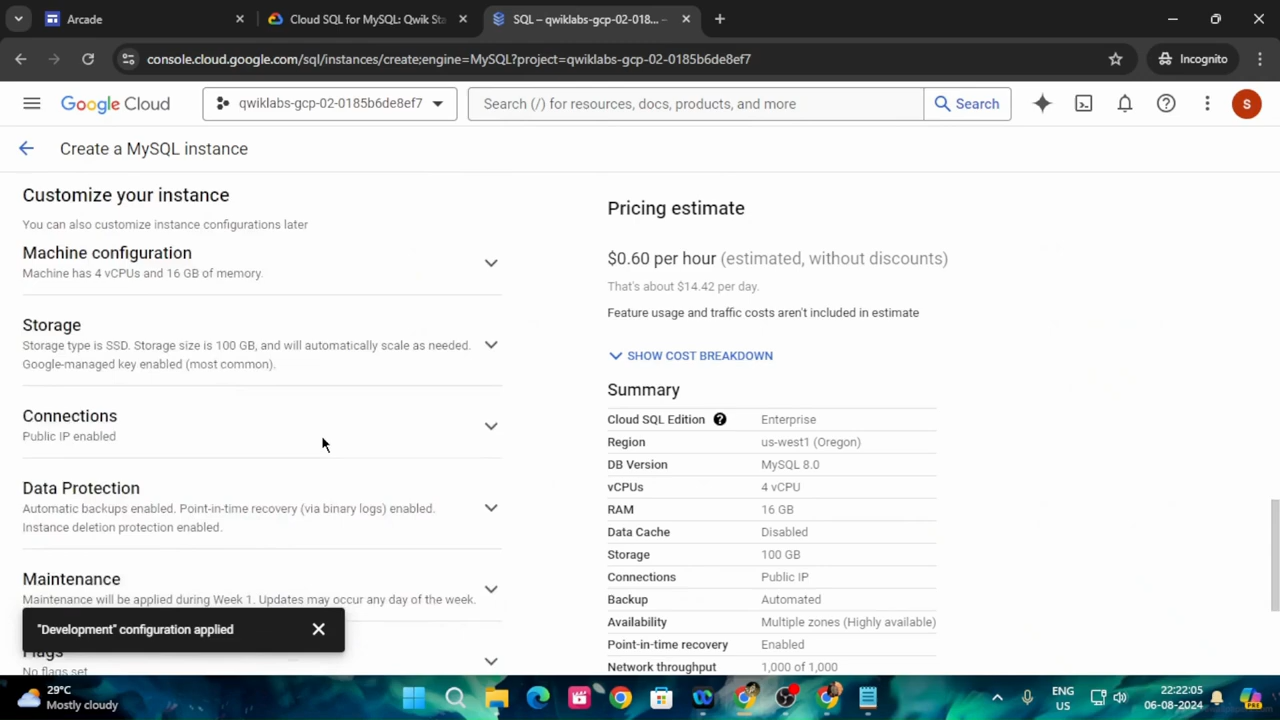 Arcade
Cloud SQL for MySQL: Qwik Sta
SQL – qwiklabs-gcp-02-018... –
console.cloud.google.com/sql/instances/create;engine=MySQL?project=qwiklabs-gcp-02-0185b6de8ef7
Incognito
Google Cloud
qwiklabs-gcp-02-0185b6de8ef7
Search (/) for resources, docs, products, and more
Search
S
Create a MySQL instance
Customize your instance
You can also customize instance configurations later
Machine configuration
Machine has 4 vCPUs and 16 GB of memory.
Storage
Storage type is SSD. Storage size is 100 GB, and will automatically scale as needed.
Google-managed key enabled (most common).
Connections
Public IP enabled
Data Protection
Automatic backups enabled. Point-in-time recovery (via binary logs) enabled.
Instance deletion protection enabled.
Maintenance
Maintenance will be applied during Week 1. Updates may occur any day of the week.
"Development" configuration applied
Flags
No flags set
Pricing estimate
$0.60 per hour (estimated, without discounts)
That's about $14.42 per day.
Feature usage and traffic costs aren't included in estimate
SHOW COST BREAKDOWN
Summary
Cloud SQL Edition Enterprise
Region us-west1 (Oregon)
DB Version MySQL 8.0
vCPUs 4 vCPU
RAM 16 GB
Data Cache Disabled
Storage 100 GB
Connections Public IP
Backup Automated
Availability Multiple zones (Highly available)
Point-in-time recovery Enabled
Network throughput 1,000 of 1,000
29°C
Mostly cloudy
ENG
US
22:22:05
06-08-2024
PRE